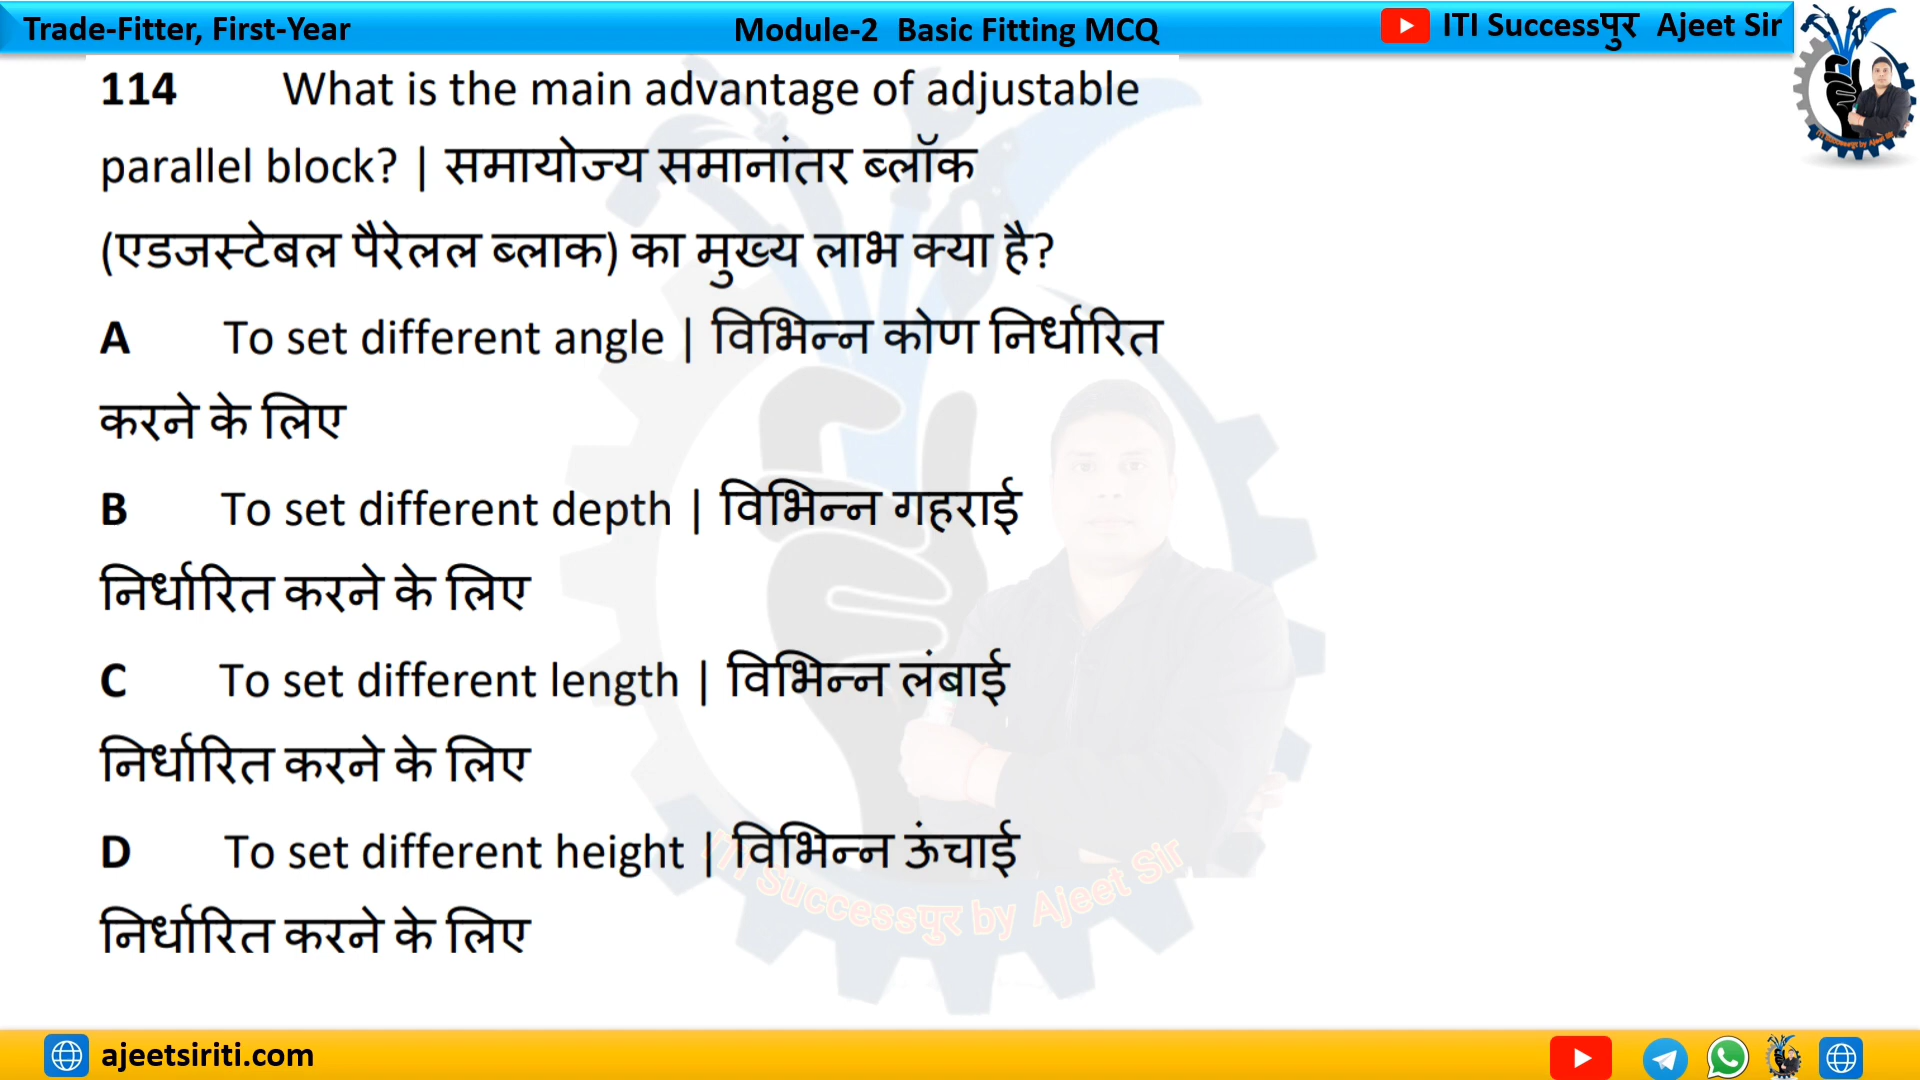 Trade-Fitter, First-Year
Module-2 Basic Fitting MCQ
ITI Successपुर Ajeet Sir
114 What is the main advantage of adjustable
parallel block? | समायोज्य समानांतर ब्लॉक
(एडजस्टेबल पैरेलल ब्लाक) का मुख्य लाभ क्या है?
A To set different angle | विभिन्न कोण निर्धारित
करने के लिए
B To set different depth | विभिन्न गहराई
निर्धारित करने के लिए
C To set different length | विभिन्न लंबाई
निर्धारित करने के लिए
D To set different height | विभिन्न ऊंचाई
निर्धारित करने के लिए
ITI Successपुर by Ajeet Sir
ajeetsiriti.com